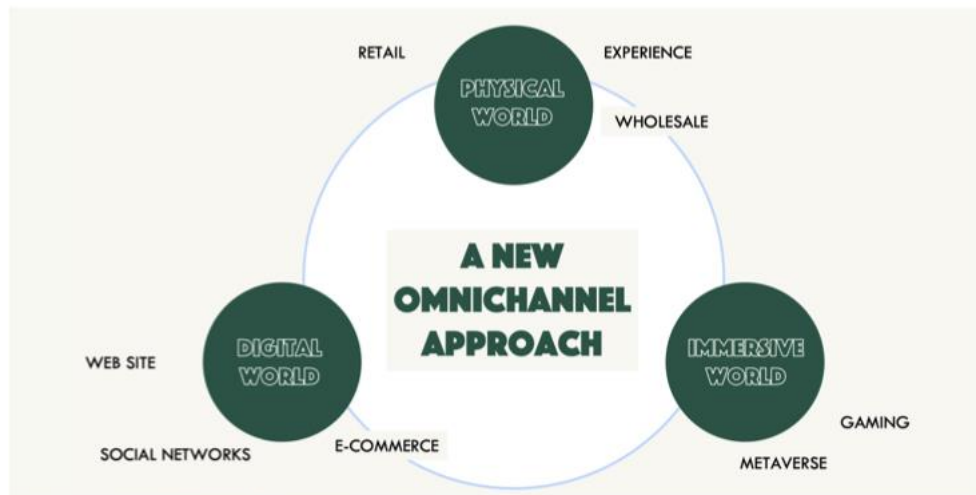 RETAIL
EXPERIENCE
PHYSICAL
WORLD
WHOLESALE
A NEW
OMNICHANNEL
APPROACH
DIGITAL
WORLD
WEB SITE
SOCIAL NETWORKS
E-COMMERCE
IMMERSIVE
WORLD
GAMING
METAVERSE